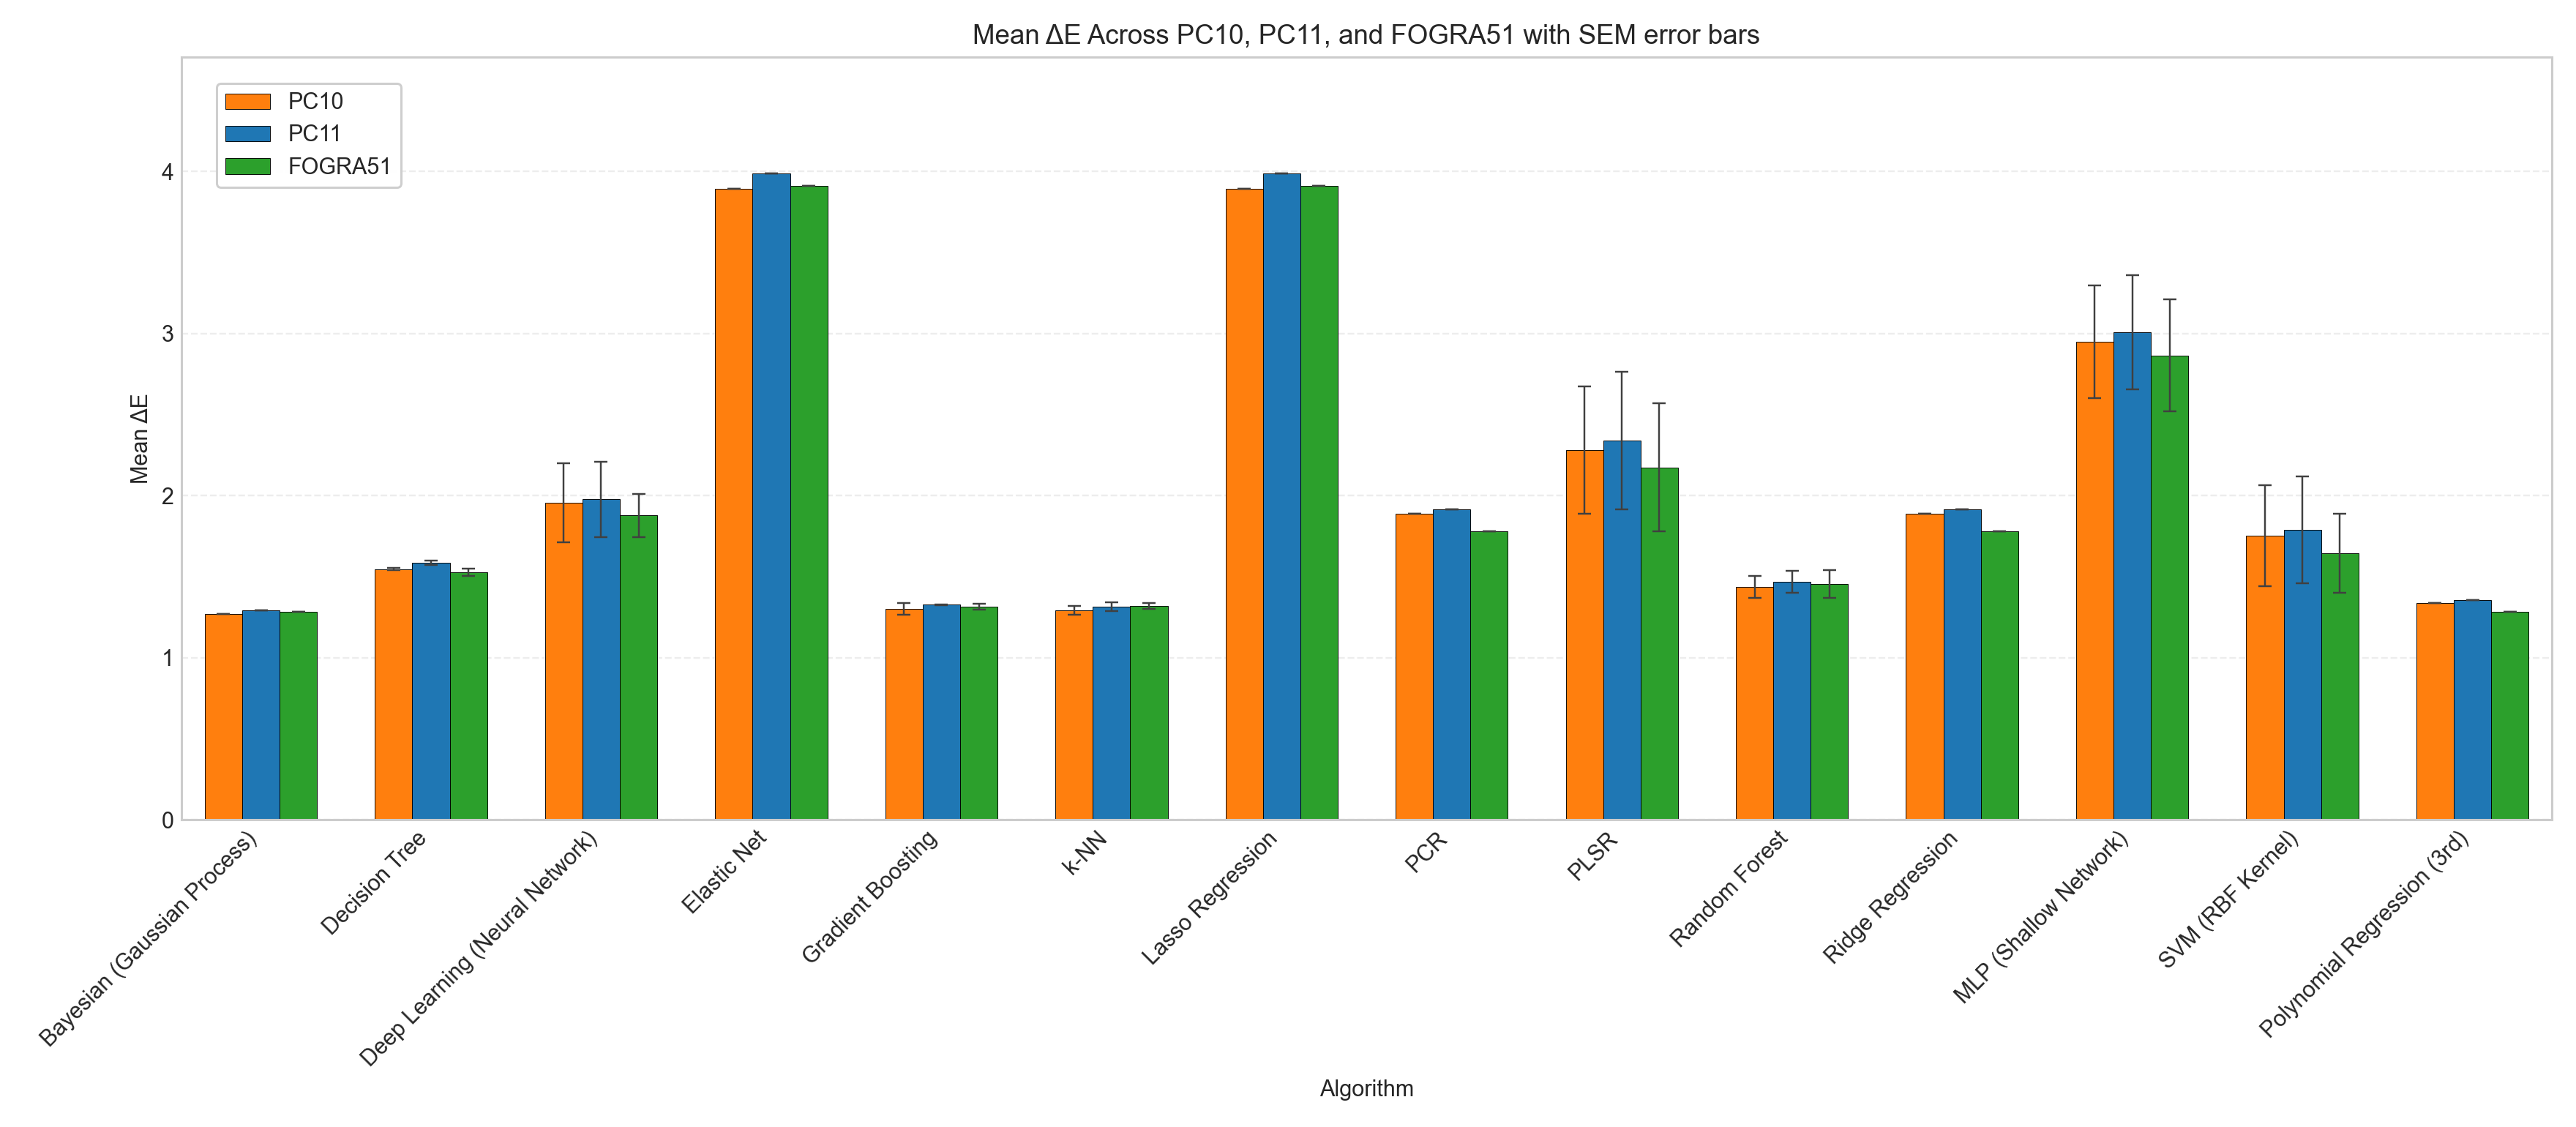 Mean ΔE Across PC10, PC11, and FOGRA51 with SEM error bars
PC10
PC11
FOGRA51
Mean ΔE
4
3
2
1
0
Bayesian (Gaussian Process)
Decision Tree
Deep Learning (Neural Network)
Elastic Net
Gradient Boosting
k-NN
Lasso Regression
PCR
PLSR
Random Forest
Ridge Regression
MLP (Shallow Network)
SVM (RBF Kernel)
Polynomial Regression (3rd)
Algorithm